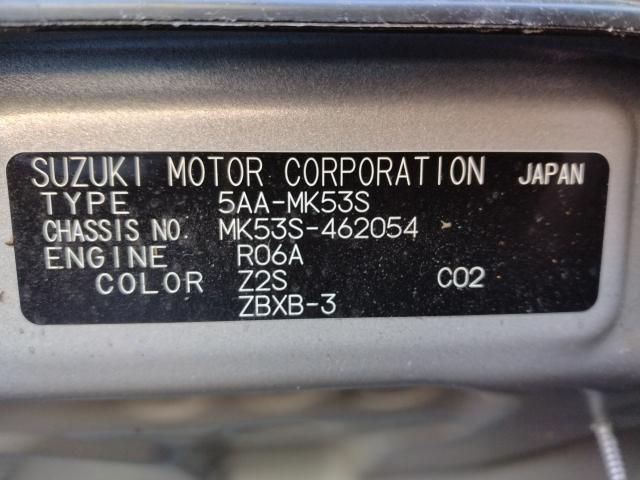 SUZUKI MOTOR CORPORATION JAPAN
TYPE 5AA-MK53S
CHASSIS NO. MK53S-462054
ENGINE R06A
COLOR Z2S C02
ZBXB-3